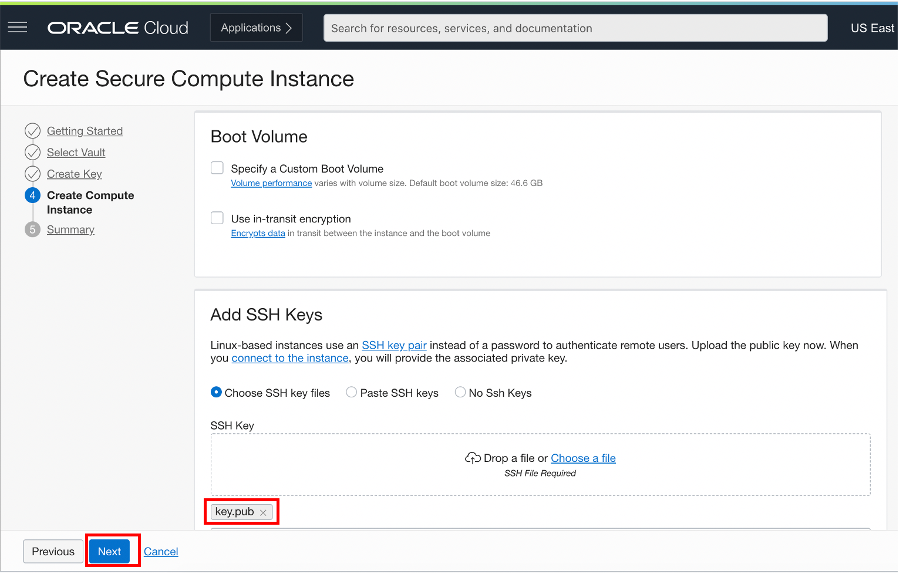 ORACLE Cloud
Applications
Search for resources, services, and documentation
US East
Create Secure Compute Instance
Getting Started
Select Vault
Create Key
4 Create Compute
Instance
5 Summary
Boot Volume
Specify a Custom Boot Volume
Volume performance varies with volume size. Default boot volume size: 46.6 GB
Use in-transit encryption
Encrypts data in transit between the instance and the boot volume
Add SSH Keys
Linux-based instances use an SSH key pair instead of a password to authenticate remote users. Upload the public key now. When
you connect to the instance, you will provide the associated private key.
Choose SSH key files Paste SSH keys No Ssh Keys
SSH Key
Drop a file or Choose a file
SSH File Required
key.pub
Previous Next Cancel